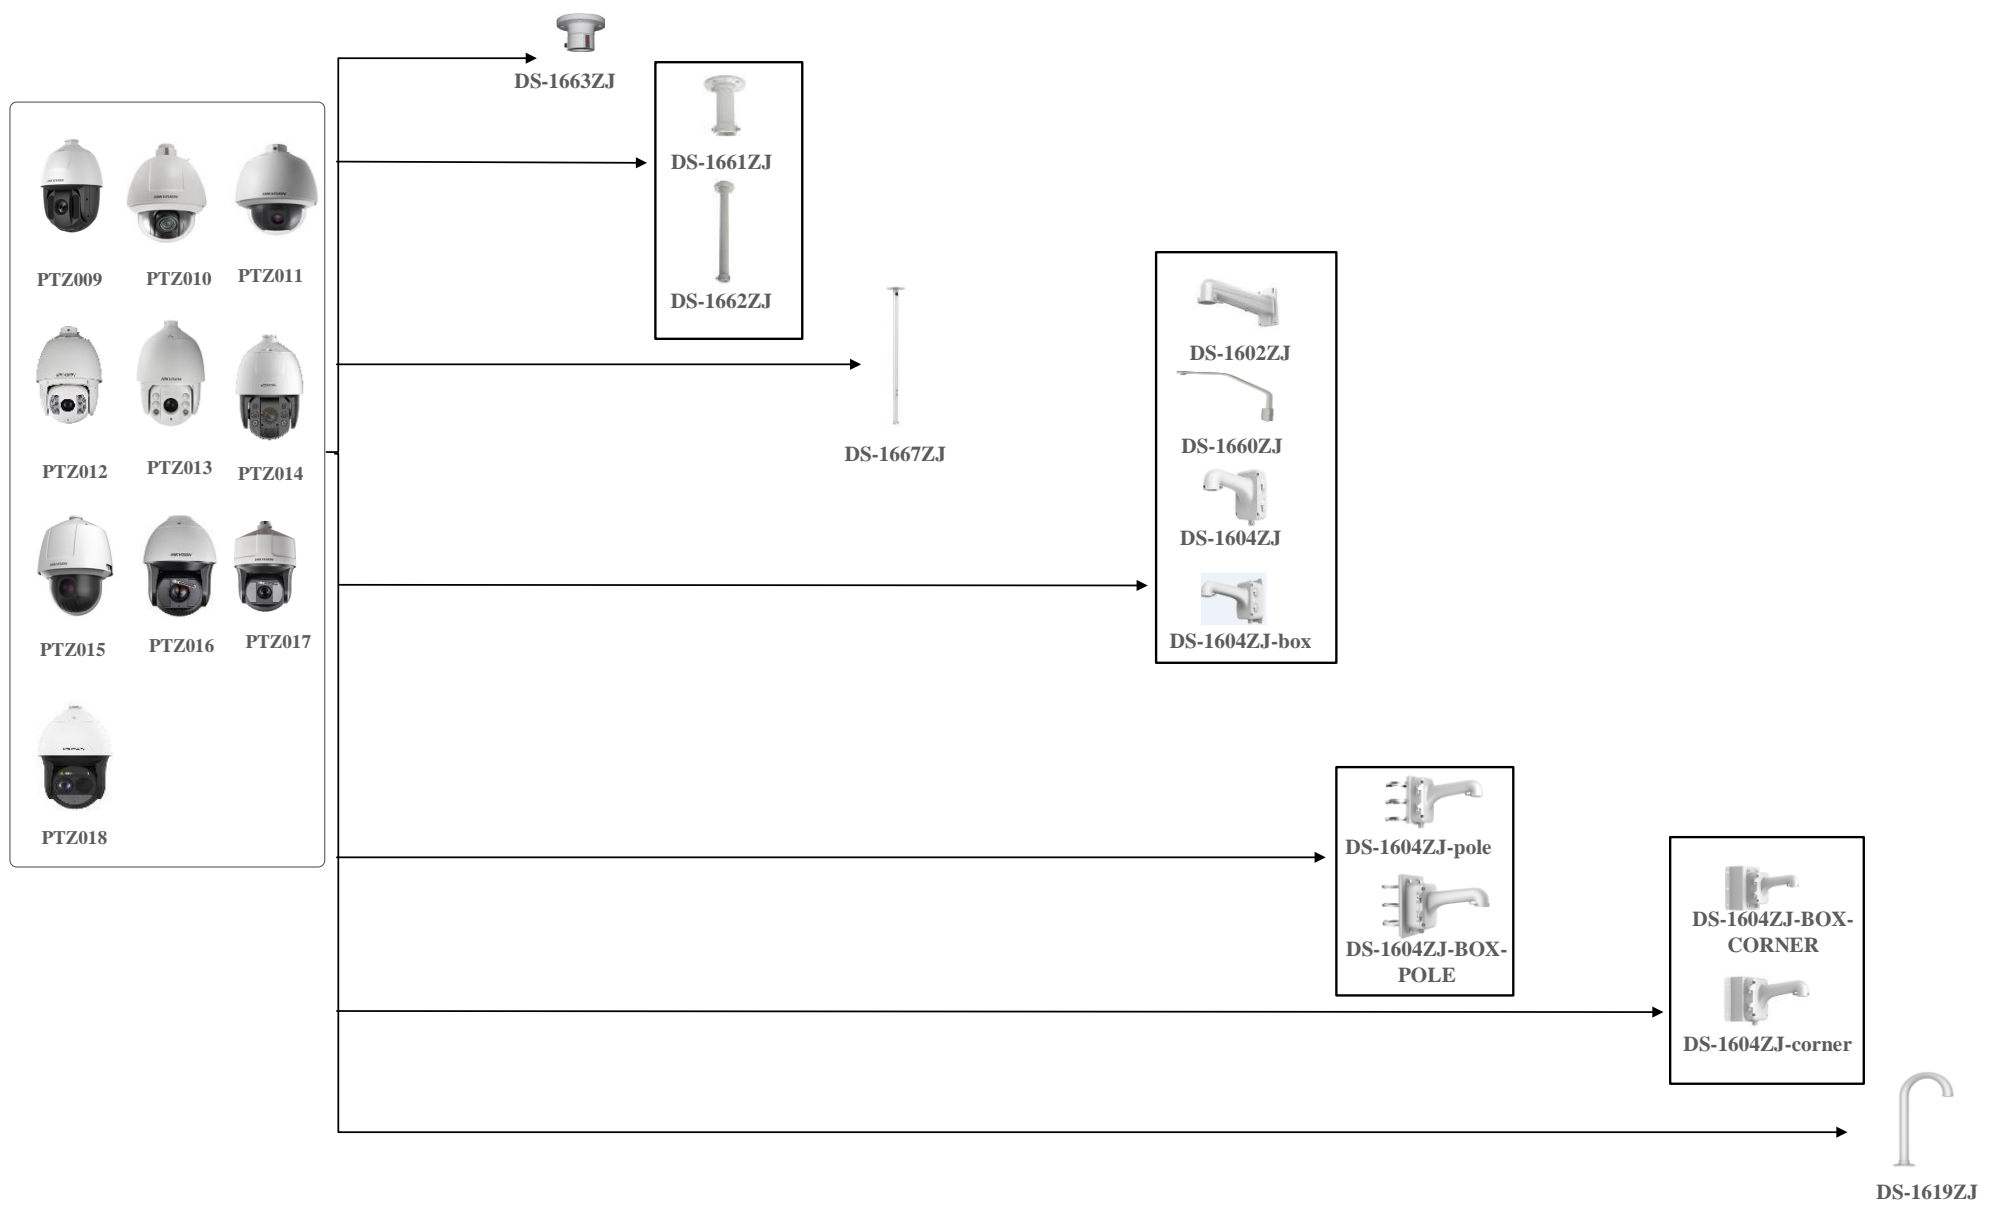 DS-1663ZJ
DS-1661ZJ
DS-1662ZJ
PTZ009
PTZ010
PTZ011
DS-1602ZJ
DS-1660ZJ
DS-1667ZJ
PTZ012
PTZ013
PTZ014
DS-1604ZJ
DS-1604ZJ-box
PTZ015
PTZ016
PTZ017
PTZ018
DS-1604ZJ-pole
DS-1604ZJ-BOX-
POLE
DS-1604ZJ-BOX-
CORNER
DS-1604ZJ-corner
DS-1619ZJ